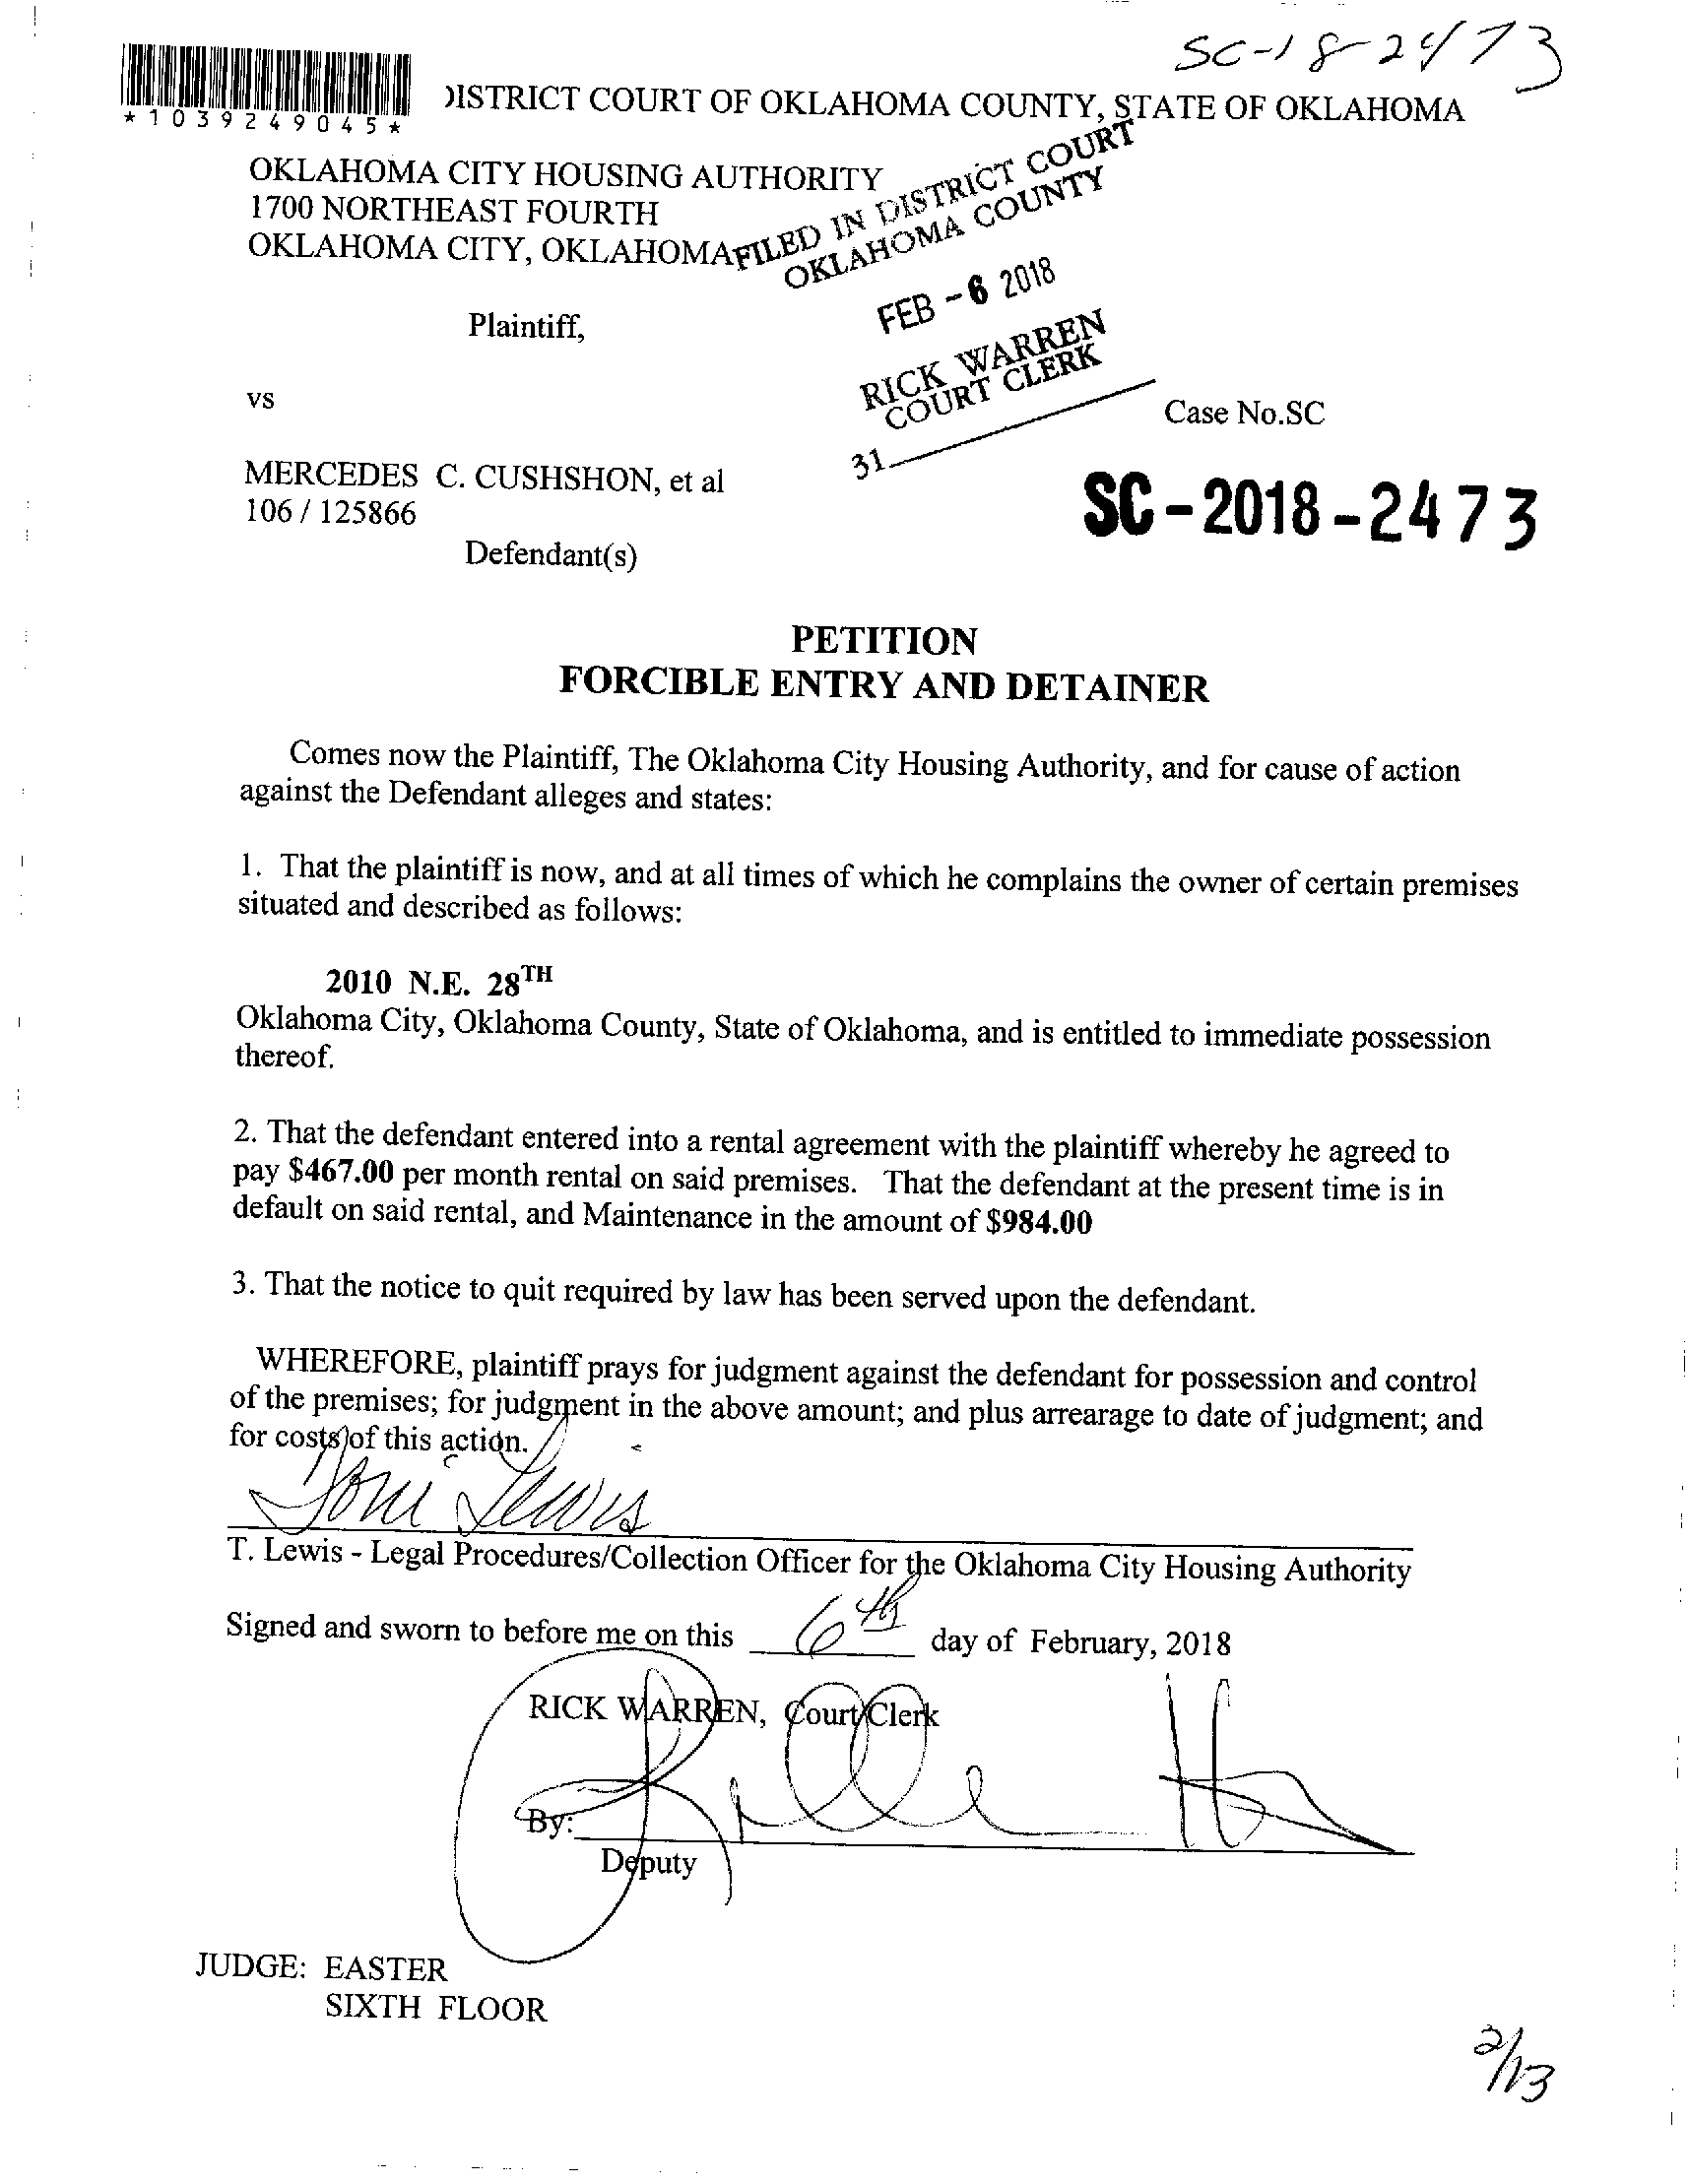 SC-18-2473
*1039249045*
DISTRICT COURT OF OKLAHOMA COUNTY, STATE OF OKLAHOMA
OKLAHOMA CITY HOUSING AUTHORITY
1700 NORTHEAST FOURTH
OKLAHOMA CITY, OKLAHOMA
FILED IN DISTRICT COURT
OKLAHOMA COUNTY
FEB - 6 2018
RICK WARREN
COURT CLERK
31
Plaintiff,
vs
Case No.SC
MERCEDES C. CUSHSHON, et al
106 / 125866
SC-2018-2473
Defendant(s)
PETITION
FORCIBLE ENTRY AND DETAINER
Comes now the Plaintiff, The Oklahoma City Housing Authority, and for cause of action
against the Defendant alleges and states:
1. That the plaintiff is now, and at all times of which he complains the owner of certain premises
situated and described as follows:
2010 N.E. 28TH
Oklahoma City, Oklahoma County, State of Oklahoma, and is entitled to immediate possession
thereof.
2. That the defendant entered into a rental agreement with the plaintiff whereby he agreed to
pay $467.00 per month rental on said premises. That the defendant at the present time is in
default on said rental, and Maintenance in the amount of $984.00
3. That the notice to quit required by law has been served upon the defendant.
WHEREFORE, plaintiff prays for judgment against the defendant for possession and control
of the premises; for judgment in the above amount; and plus arrearage to date of judgment; and
for costs of this action.
Toni Lewis
T. Lewis - Legal Procedures/Collection Officer for the Oklahoma City Housing Authority
Signed and sworn to before me on this 6th day of February, 2018
RICK WARREN, Court Clerk
By:
Deputy
JUDGE: EASTER
SIXTH FLOOR
2/13